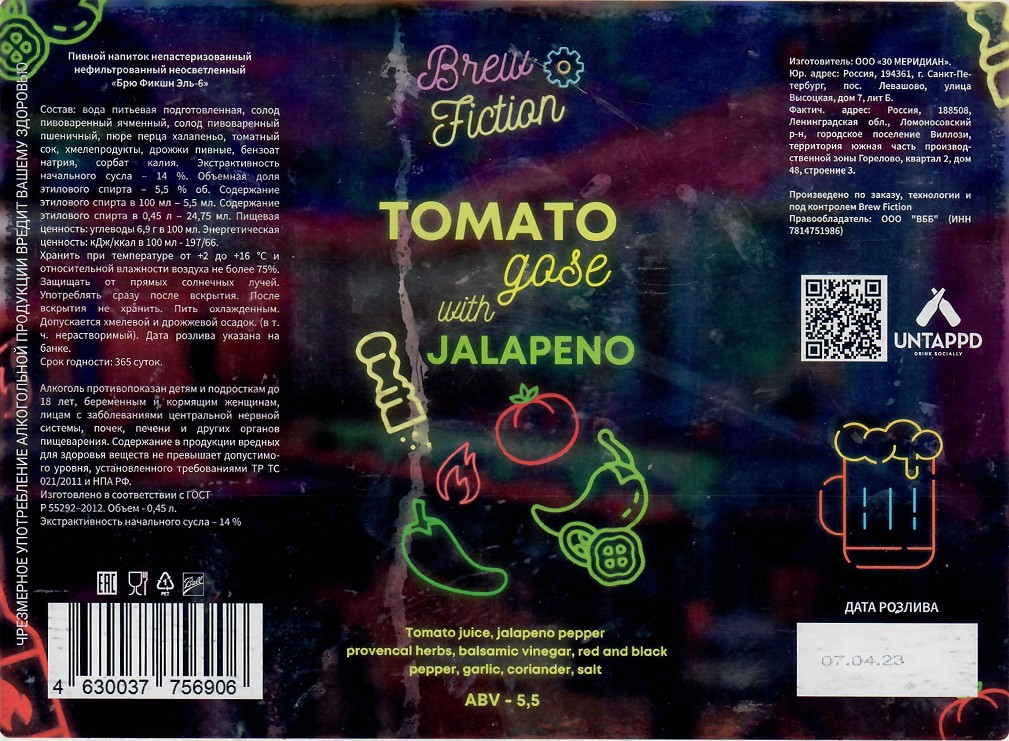 ЧРЕЗМЕРНОЕ УПОТРЕБЛЕНИЕ АЛКОГОЛЬНОЙ ПРОДУКЦИИ ВРЕДИТ ВАШЕМУ ЗДОРОВЬЮ
Пивной напиток непастеризованный
нефильтрованный неосветленный
«Брю Фикшн Эль-6»
Состав: вода питьевая подготовленная, солод
пивоваренный ячменный, солод пивоваренный
пшеничный, пюре перца халапеньо, томатный
сок, хмелепродукты, дрожжи пивные, бензоат
натрия, сорбат калия. Экстрактивность
начального сусла – 14 %. Объемная доля
этилового спирта – 5,5 % об. Содержание
этилового спирта в 100 мл – 5,5 мл. Содержание
этилового спирта в 0,45 л – 24,75 мл. Пищевая
ценность: углеводы 6,9 г в 100 мл. Энергетическая
ценность: кДж/ккал в 100 мл - 197/66.
Хранить при температуре от +2 до +16 °С и
относительной влажности воздуха не более 75%.
Защищать от прямых солнечных лучей.
Употреблять сразу после вскрытия. После
вскрытия не хранить. Пить охлажденным.
Допускается хмелевой и дрожжевой осадок. (в т.
ч. нерастворимый). Дата розлива указана на
банке.
Срок годности: 365 суток.
Алкоголь противопоказан детям и подросткам до
18 лет, беременным и кормящим женщинам,
лицам с заболеваниями центральной нервной
системы, почек, печени и других органов
пищеварения. Содержание в продукции вредных
для здоровья веществ не превышает допустимо-
го уровня, установленного требованиями ТР ТС
021/2011 и НПА РФ.
Изготовлено в соответствии с ГОСТ
Р 55292–2012. Объем - 0,45 л.
Экстрактивность начального сусла – 14 %
EAC
PET
Ball
4 630037 756906
Brew
Fiction
TOMATO
gose
with
JALAPENO
Tomato juice, jalapeno pepper
provencal herbs, balsamic vinegar, red and black
pepper, garlic, coriander, salt
ABV - 5,5
Изготовитель: ООО «30 МЕРИДИАН».
Юр. адрес: Россия, 194361, г. Санкт-Пе-
тербург, пос. Левашово, улица
Высоцкая, дом 7, лит Б.
Фактич. адрес: Россия, 188508,
Ленинградская обл., Ломоносовский
р-н, городское поселение Виллози,
территория южная часть производ-
ственной зоны Горелово, квартал 2, дом
48, строение 3.
Произведено по заказу, технологии и
под контролем Brew Fiction
Правообладатель: ООО "ВББ" (ИНН
7814751986)
UNTAPPD
DRINK SOCIALLY
ДАТА РОЗЛИВА
07.04.23